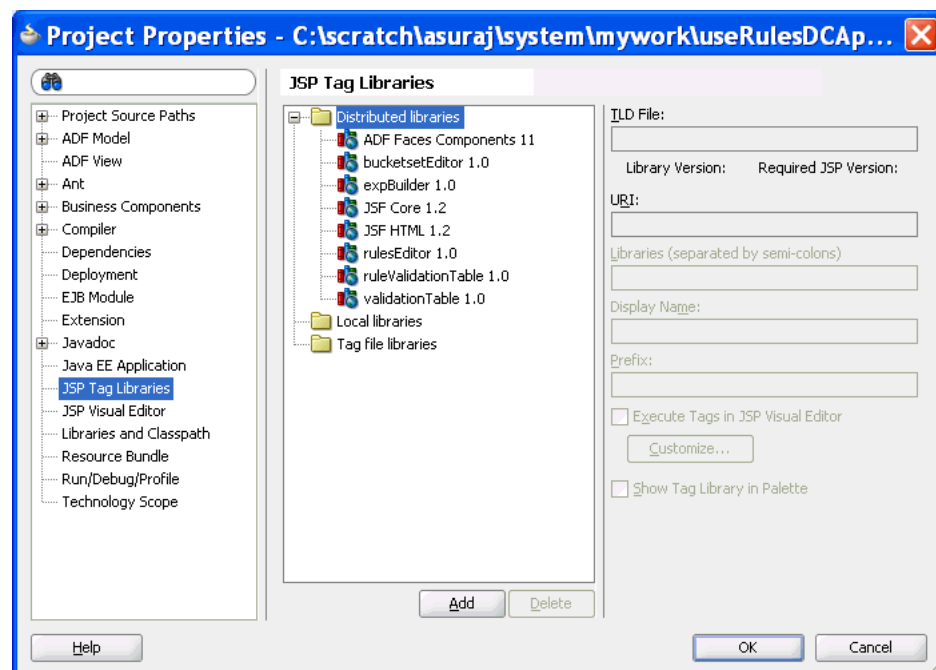 Project Properties - C:\scratch\asuraj\system\mywork\useRulesDCAp...
Project Source Paths
ADF Model
ADF View
Ant
Business Components
Compiler
Dependencies
Deployment
EJB Module
Extension
Javadoc
Java EE Application
JSP Tag Libraries
JSP Visual Editor
Libraries and Classpath
Resource Bundle
Run/Debug/Profile
Technology Scope
JSP Tag Libraries
Distributed libraries
ADF Faces Components 11
bucketsetEditor 1.0
expBuilder 1.0
JSF Core 1.2
JSF HTML 1.2
rulesEditor 1.0
ruleValidationTable 1.0
validationTable 1.0
Local libraries
Tag file libraries
Add
Delete
TLD File:
Library Version: Required JSP Version:
URI:
Libraries (separated by semi-colons)
Display Name:
Prefix:
Execute Tags in JSP Visual Editor
Customize...
Show Tag Library in Palette
Help
OK
Cancel